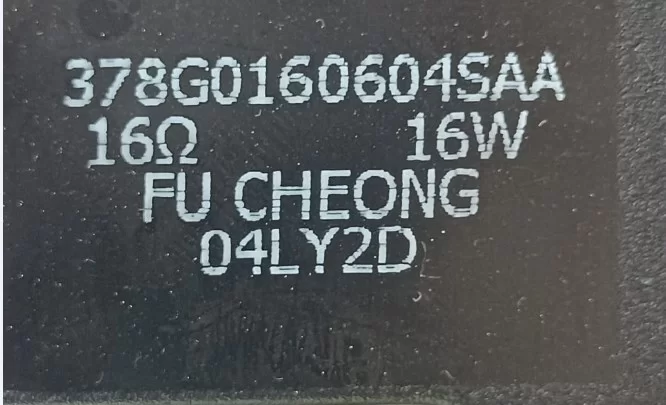 378G0160604SAA
16Ω 16W
FU CHEONG
04LY2D